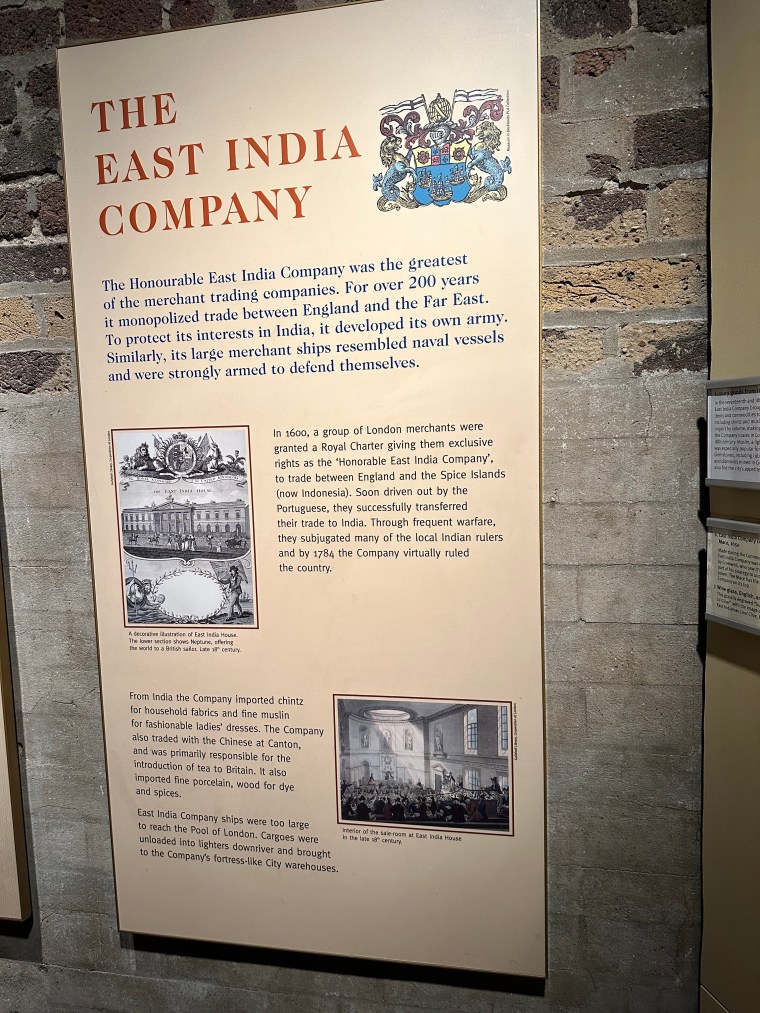 THE
EAST INDIA
COMPANY
The Honourable East India Company was the greatest
of the merchant trading companies. For over 200 years
it monopolized trade between England and the Far East.
To protect its interests in India, it developed its own army.
Similarly, its large merchant ships resembled naval vessels
and were strongly armed to defend themselves.
In 1600, a group of London merchants were
granted a Royal Charter giving them exclusive
rights as the ‘Honorable East India Company’,
to trade between England and the Spice Islands
(now Indonesia). Soon driven out by the
Portuguese, they successfully transferred
their trade to India. Through frequent warfare,
they subjugated many of the local Indian rulers
and by 1784 the Company virtually ruled
the country.
THE EAST INDIA HOUSE.
A decorative illustration of East India House.
The lower section shows Neptune, offering
the world to a British sailor. Late 18th century.
From India the Company imported chintz
for household fabrics and fine muslin
for fashionable ladies’ dresses. The Company
also traded with the Chinese at Canton,
and was primarily responsible for the
introduction of tea to Britain. It also
imported fine porcelain, wood for dye
and spices.
East India Company ships were too large
to reach the Pool of London. Cargoes were
unloaded into lighters downriver and brought
to the Company’s fortress-like City warehouses.
Interior of the sale-room at East India House
in the late 18th century.
In the seventeenth and
East India Company